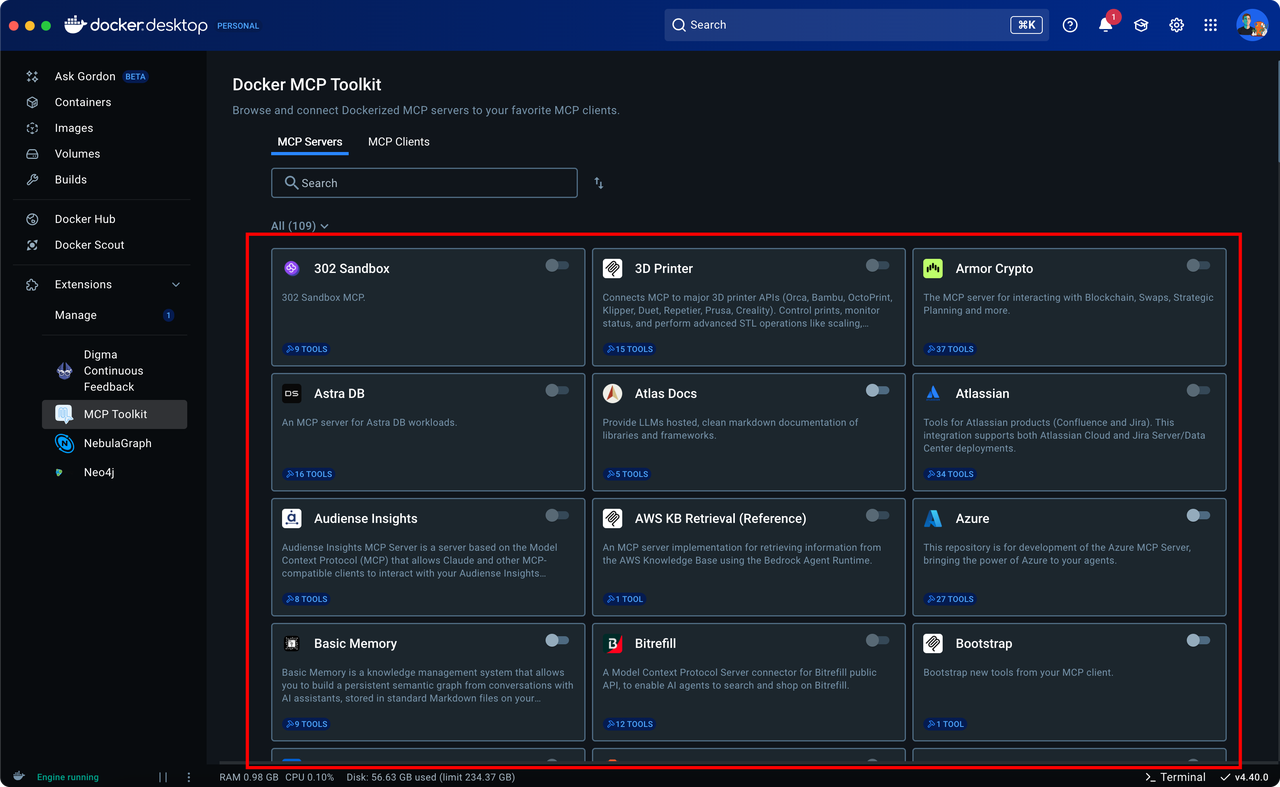 docker.desktop PERSONAL
Search ⌘K
1
Ask Gordon BETA
Containers
Images
Volumes
Builds
Docker Hub
Docker Scout
Extensions
Manage 1
Digma
Continuous
Feedback
MCP Toolkit
NebulaGraph
Neo4j
Docker MCP Toolkit
Browse and connect Dockerized MCP servers to your favorite MCP clients.
MCP Servers MCP Clients
Search
All (109)
302 Sandbox
302 Sandbox MCP.
9 TOOLS
3D Printer
Connects MCP to major 3D printer APIs (Orca, Bambu, OctoPrint,
Klipper, Duet, Repetier, Prusa, Creality). Control prints, monitor
status, and perform advanced STL operations like scaling,...
15 TOOLS
Armor Crypto
The MCP server for interacting with Blockchain, Swaps, Strategic
Planning and more.
37 TOOLS
DS
Astra DB
An MCP server for Astra DB workloads.
16 TOOLS
Atlas Docs
Provide LLMs hosted, clean markdown documentation of
libraries and frameworks.
5 TOOLS
Atlassian
Tools for Atlassian products (Confluence and Jira). This
integration supports both Atlassian Cloud and Jira Server/Data
Center deployments.
34 TOOLS
Audiense Insights
Audiense Insights MCP Server is a server based on the Model
Context Protocol (MCP) that allows Claude and other MCP-
compatible clients to interact with your Audiense Insights...
8 TOOLS
AWS KB Retrieval (Reference)
An MCP server implementation for retrieving information from
the AWS Knowledge Base using the Bedrock Agent Runtime.
1 TOOL
Azure
This repository is for development of the Azure MCP Server,
bringing the power of Azure to your agents.
27 TOOLS
Basic Memory
Basic Memory is a knowledge management system that allows
you to build a persistent semantic graph from conversations with
AI assistants, stored in standard Markdown files on your...
9 TOOLS
Bitrefill
A Model Context Protocol Server connector for Bitrefill public
API, to enable AI agents to search and shop on Bitrefill.
12 TOOLS
Bootstrap
Bootstrap new tools from your MCP client.
1 TOOL
Engine running
RAM 0.98 GB CPU 0.10% Disk: 56.63 GB used (limit 234.37 GB)
>_ Terminal
v4.40.0